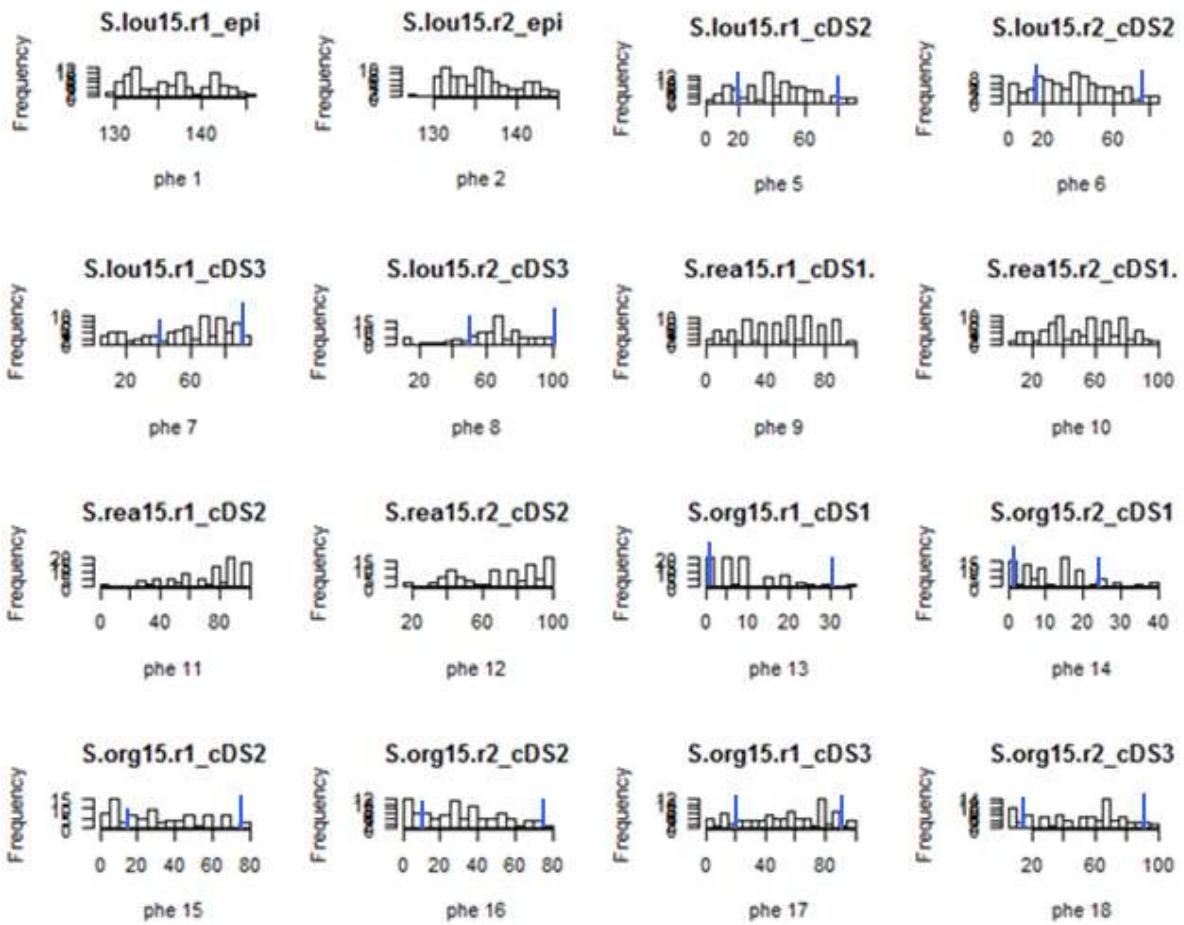 S.lou15.r1_epi S.lou15.r2_epi S.lou15.r1_cDS2 S.lou15.r2_cDS2
Frequency Frequency Frequency Frequency
130 140 130 140 0 20 60 0 20 60
phe 1 phe 2 phe 5 phe 6
S.lou15.r1_cDS3 S.lou15.r2_cDS3 S.rea15.r1_cDS1. S.rea15.r2_cDS1.
Frequency Frequency Frequency Frequency
20 60 20 60 100 0 40 80 20 60 100
phe 7 phe 8 phe 9 phe 10
S.rea15.r1_cDS2 S.rea15.r2_cDS2 S.org15.r1_cDS1 S.org15.r2_cDS1
Frequency Frequency Frequency Frequency
0 40 80 20 60 100 0 10 20 30 0 10 20 30 40
phe 11 phe 12 phe 13 phe 14
S.org15.r1_cDS2 S.org15.r2_cDS2 S.org15.r1_cDS3 S.org15.r2_cDS3
Frequency Frequency Frequency Frequency
0 20 40 60 80 0 20 40 60 80 0 40 80 20 60 100
phe 15 phe 16 phe 17 phe 18